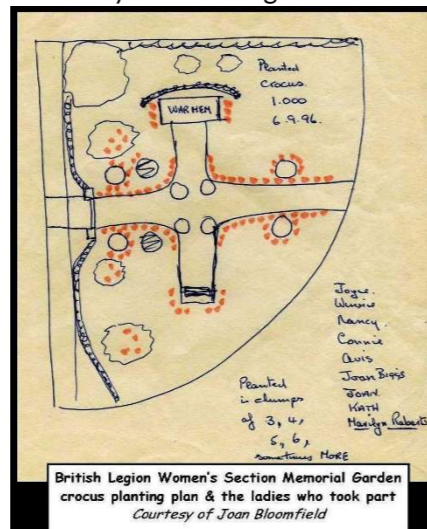 Planted
Crocus.
1.000
6.9.96.
WAR MEM
Joyce.
Winnie
Nancy.
Connie
Avis
Joan Biggs
JOAN
KATH
Marilyn Roberts
Planted
in clumps
of 3, 4,
5, 6,
sometimes MORE
British Legion Women's Section Memorial Garden
crocus planting plan & the ladies who took part
Courtesy of Joan Bloomfield